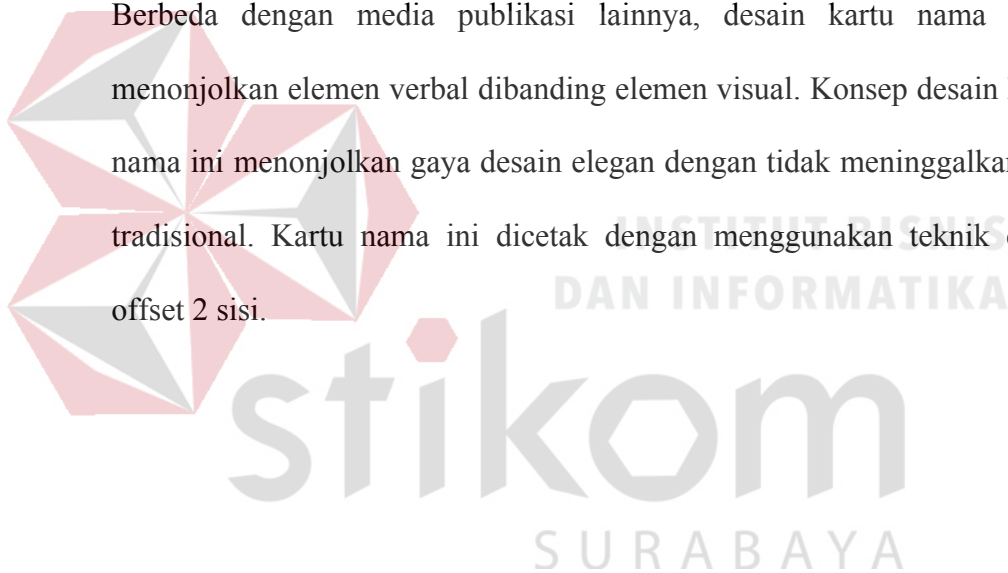 Berbeda dengan media publikasi lainnya, desain kartu nama
menonjolkan elemen verbal dibanding elemen visual. Konsep desain
nama ini menonjolkan gaya desain elegan dengan tidak meninggalkan
tradisional. Kartu nama ini dicetak dengan menggunakan teknik
offset 2 sisi.
INSTITUT BISNIS
DAN INFORMATIKA
stikom
SURABAYA